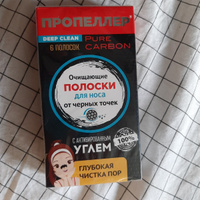 ПРОПЕЛЛЕР
DEEP CLEAN PURE
6 ПОЛОСОК CARBON
Очищающие
ПОЛОСКИ
для носа
от черных точек
С АКТИВИРОВАННЫМ
УГЛЕМ
100%
ГЛУБОКАЯ
ЧИСТКА ПОР